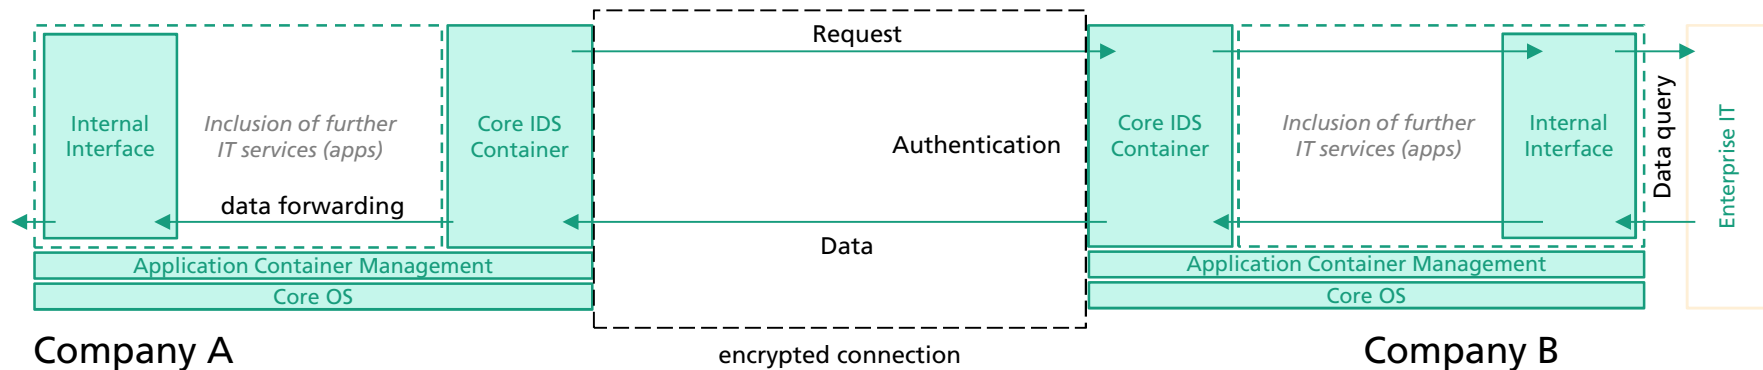 Internal
Interface
Inclusion of further
IT services (apps)
Core IDS
Container
data forwarding
Application Container Management
Core OS
Company A
Request
Authentication
Data
encrypted connection
Core IDS
Container
Inclusion of further
IT services (apps)
Internal
Interface
Data query
Enterprise IT
Application Container Management
Core OS
Company B